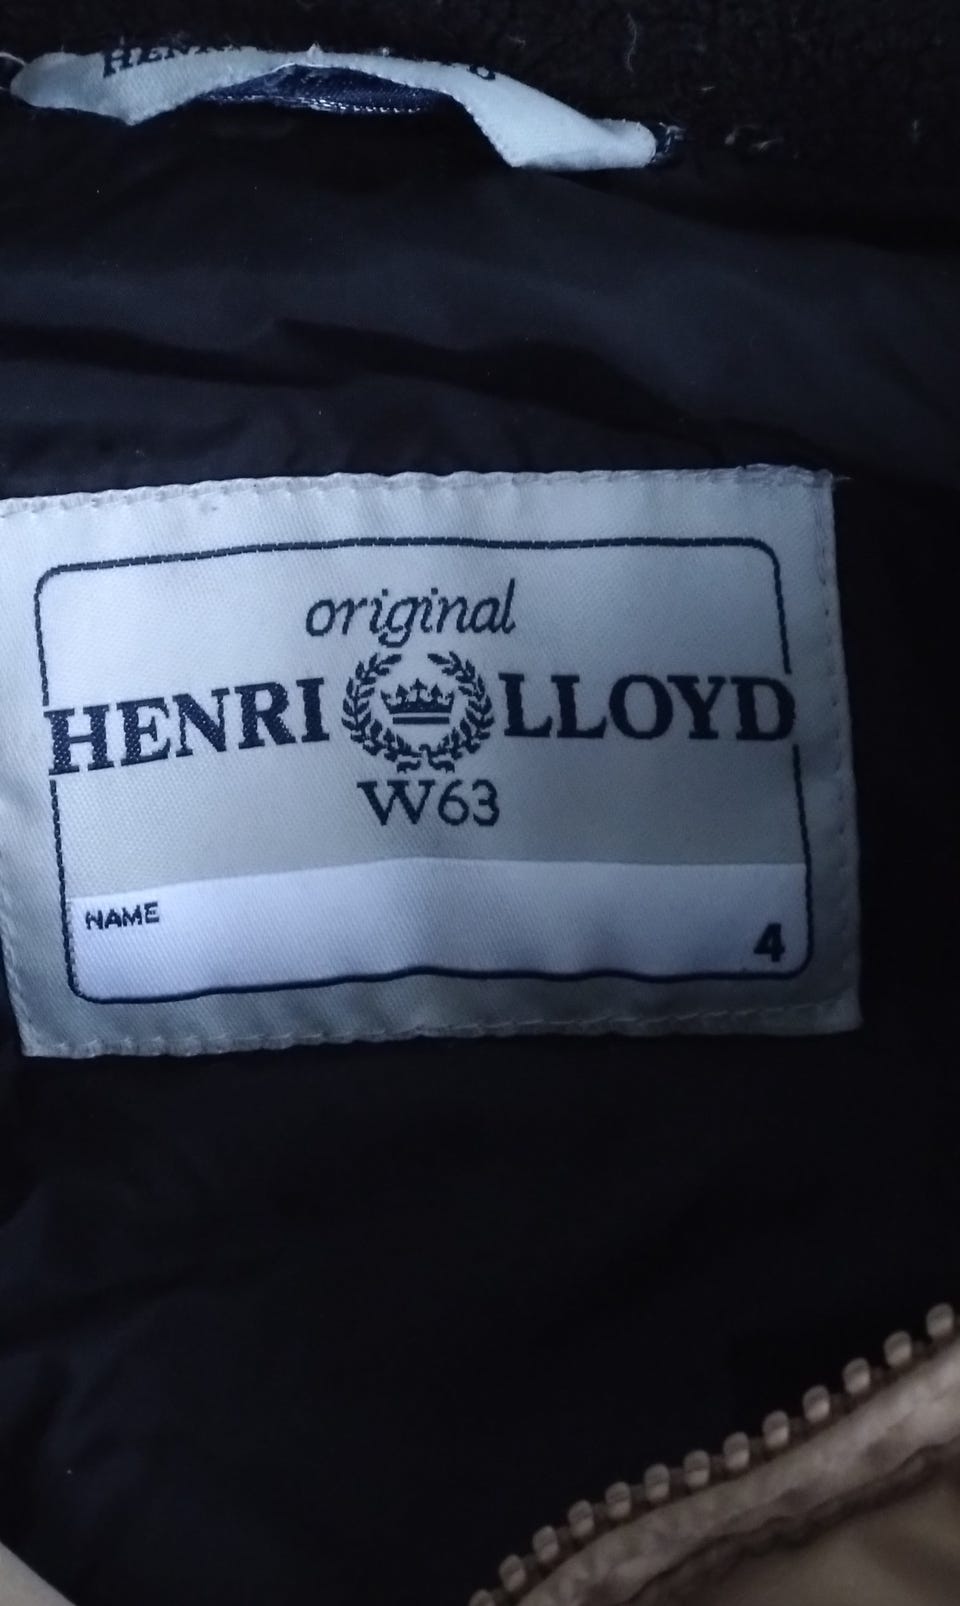 original
HENRI LLOYD
W63
NAME
4